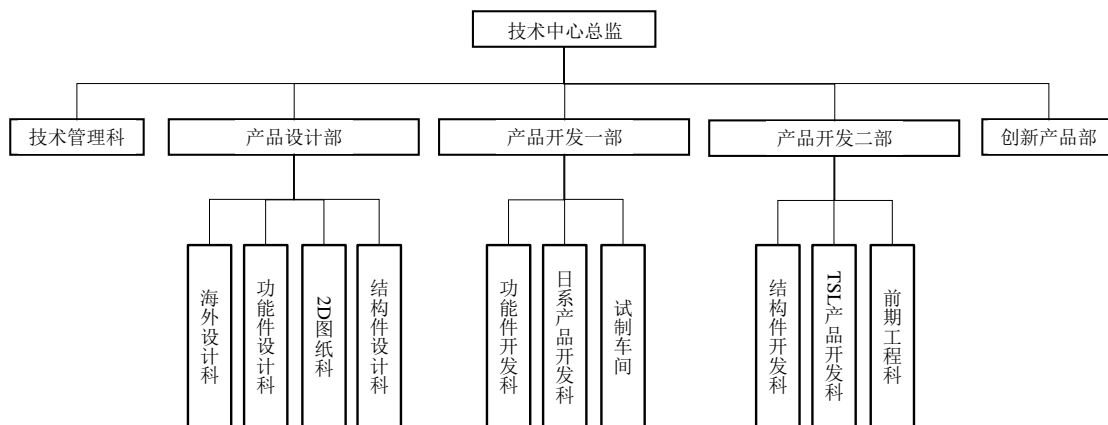 技术中心总监
技术管理科
产品设计部
产品开发一部
产品开发二部
创新产品部
海外设计科
功能件设计科
2D图纸科
结构件设计科
功能件开发科
日系产品开发科
试制车间
结构件开发科
TSL产品开发科
前期工程科